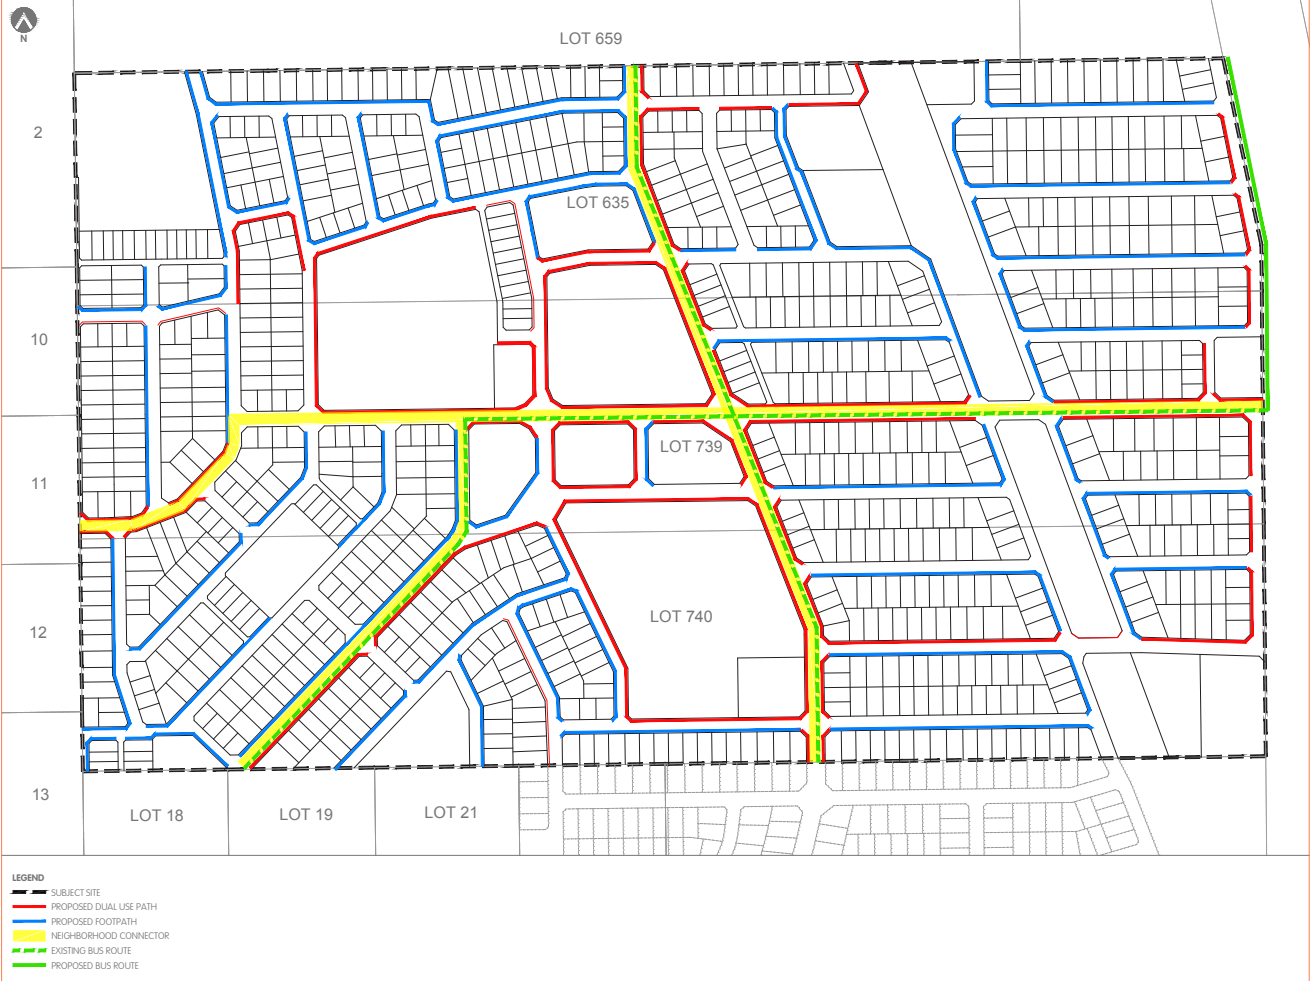 N
LOT 659
2
LOT 635
10
LOT 739
11
12
LOT 740
13
LOT 18
LOT 19
LOT 21
LEGEND
SUBJECT SITE
PROPOSED DUAL USE PATH
PROPOSED FOOTPATH
NEIGHBORHOOD CONNECTOR
EXISTING BUS ROUTE
PROPOSED BUS ROUTE